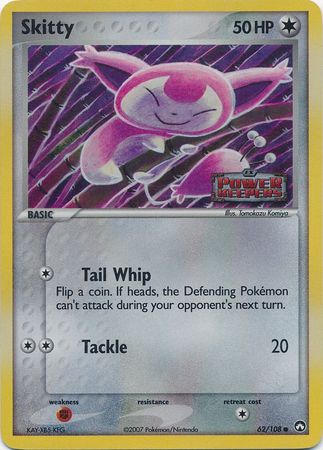 Skitty 50 HP
ex
POWER
KEEPERS
BASIC Illus. Tomokazu Komiya
Tail Whip
Flip a coin. If heads, the Defending Pokémon
can't attack during your opponent's next turn.
Tackle 20
weakness resistance retreat cost
KAY-XB5 KFG ©2007 Pokémon/Nintendo 62/108